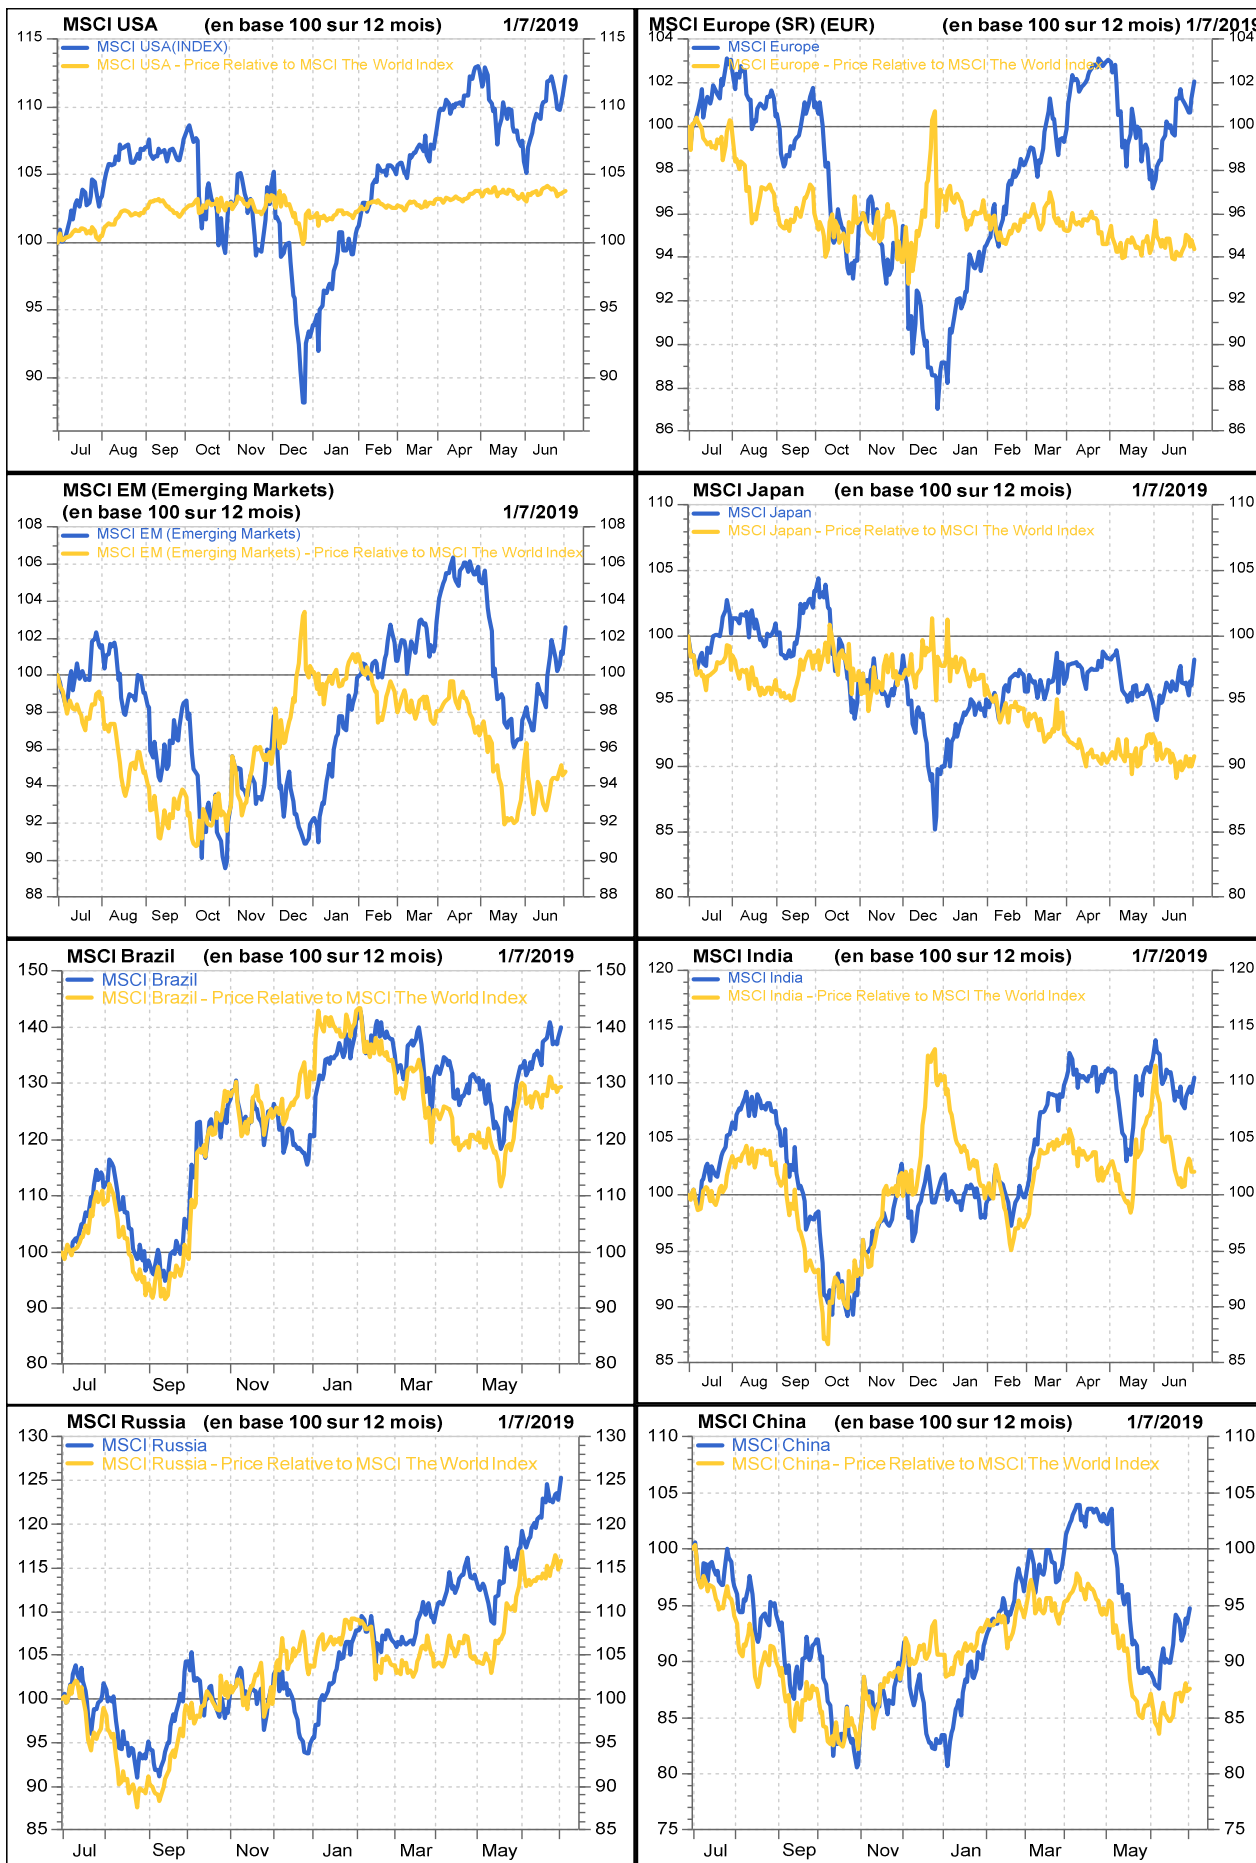 MSCI USA (en base 100 sur 12 mois) 1/7/2019
MSCI USA(INDEX)
MSCI USA - Price Relative to MSCI The World Index
115 115
110 110
105 105
100 100
95 95
90 90
Jul Aug Sep Oct Nov Dec Jan Feb Mar Apr May Jun
MSCI Europe (SR) (EUR) (en base 100 sur 12 mois) 1/7/2019
MSCI Europe
MSCI Europe - Price Relative to MSCI The World Index
104 104
102 102
100 100
98 98
96 96
94 94
92 92
90 90
88 88
86 86
Jul Aug Sep Oct Nov Dec Jan Feb Mar Apr May Jun
MSCI EM (Emerging Markets)
(en base 100 sur 12 mois) 1/7/2019
MSCI EM (Emerging Markets)
MSCI EM (Emerging Markets) - Price Relative to MSCI The World Index
108 108
106 106
104 104
102 102
100 100
98 98
96 96
94 94
92 92
90 90
88 88
Jul Aug Sep Oct Nov Dec Jan Feb Mar Apr May Jun
MSCI Japan (en base 100 sur 12 mois) 1/7/2019
MSCI Japan
MSCI Japan - Price Relative to MSCI The World Index
110 110
105 105
100 100
95 95
90 90
85 85
80 80
Jul Aug Sep Oct Nov Dec Jan Feb Mar Apr May Jun
MSCI Brazil (en base 100 sur 12 mois) 1/7/2019
MSCI Brazil
MSCI Brazil - Price Relative to MSCI The World Index
150 150
140 140
130 130
120 120
110 110
100 100
90 90
80 80
Jul Sep Nov Jan Mar May
MSCI India (en base 100 sur 12 mois) 1/7/2019
MSCI India
MSCI India - Price Relative to MSCI The World Index
120 120
115 115
110 110
105 105
100 100
95 95
90 90
85 85
Jul Aug Sep Oct Nov Dec Jan Feb Mar Apr May Jun
MSCI Russia (en base 100 sur 12 mois) 1/7/2019
MSCI Russia
MSCI Russia - Price Relative to MSCI The World Index
130 130
125 125
120 120
115 115
110 110
105 105
100 100
95 95
90 90
85 85
Jul Sep Nov Jan Mar May
MSCI China (en base 100 sur 12 mois) 1/7/2019
MSCI China
MSCI China - Price Relative to MSCI The World Index
110 110
105 105
100 100
95 95
90 90
85 85
80 80
75 75
Jul Sep Nov Jan Mar May